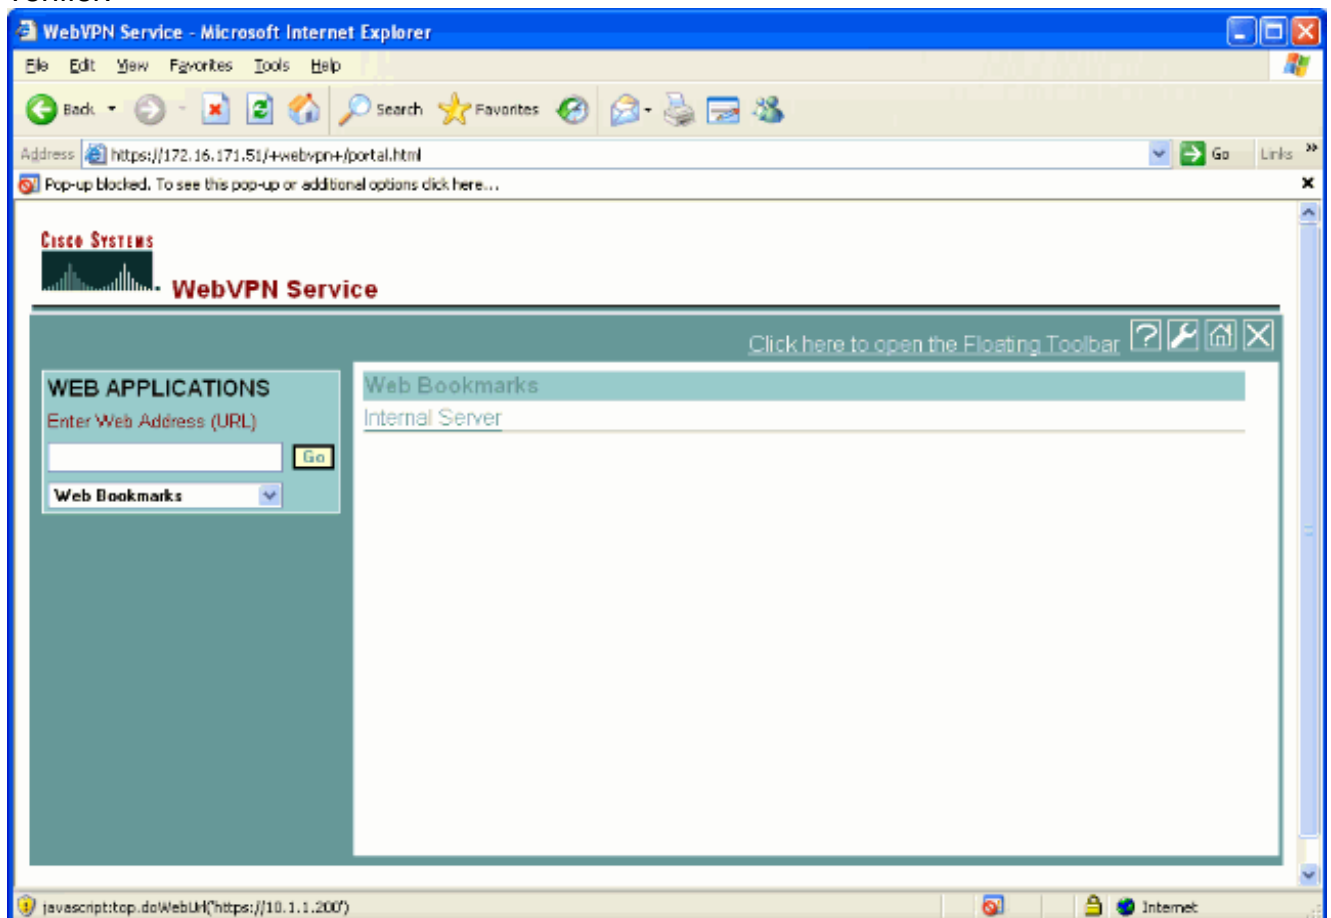 WebVPN Service - Microsoft Internet Explorer
File Edit View Favorites Tools Help
Back Search Favorites
Address https://172.16.171.51/+webvpn+/portal.html Go Links »
Pop-up blocked. To see this pop-up or additional options click here...
CISCO SYSTEMS
WebVPN Service
Click here to open the Floating Toolbar ?
WEB APPLICATIONS
Enter Web Address (URL)
Go
Web Bookmarks
Web Bookmarks
Internal Server
javascript:top.doWebUrl('https://10.1.1.200') Internet